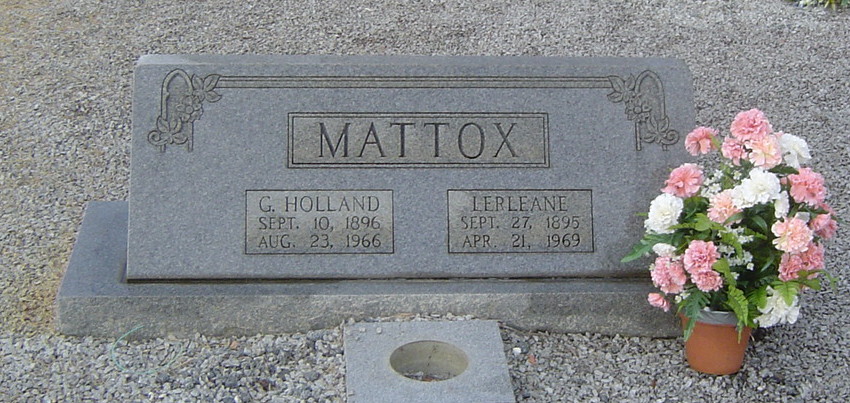 MATTOX
G. HOLLAND
SEPT. 10, 1896
AUG. 23, 1966
LERLEANE
SEPT. 27, 1895
APR. 21, 1969